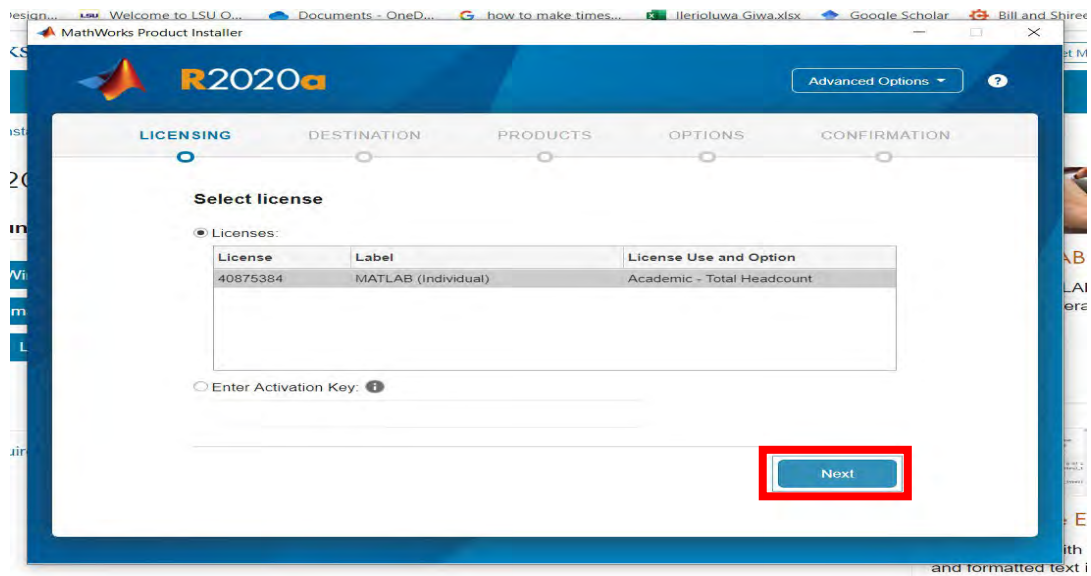 esign... LSU Welcome to LSU O... Documents - OneD... G how to make times... Ilerioluwa Giwa.xlsx Google Scholar Bill and Shiree
MathWorks Product Installer
R2020a
Advanced Options
?
LICENSING DESTINATION PRODUCTS OPTIONS CONFIRMATION
Select license
Licenses:
License Label License Use and Option
40875384 MATLAB (Individual) Academic - Total Headcount
Enter Activation Key:
Next
and formatted text i